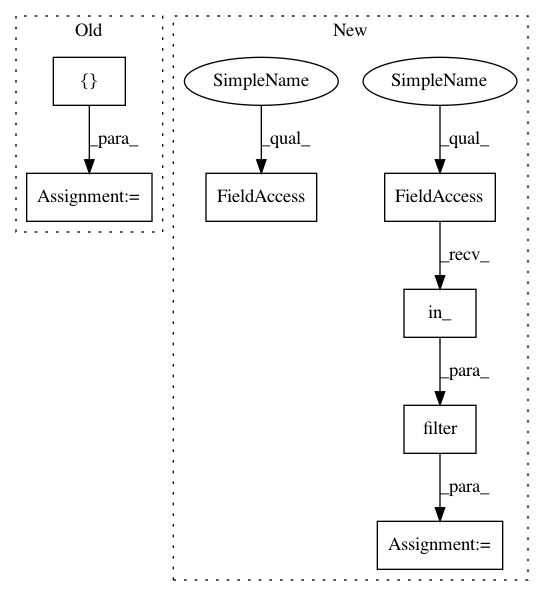 Old
New
{}
SimpleName
SimpleName
_para_
_qual_
_qual_
Assignment:=
FieldAccess
FieldAccess
_recv_
in_
_para_
filter
_para_
Assignment:=